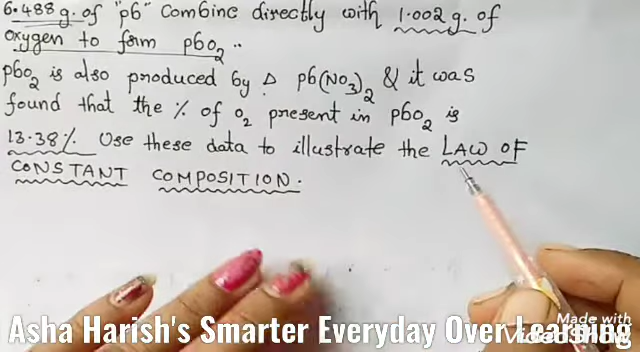 6.488 g. of "pb" combine directly with 1.002 g. of
oxygen to form pbo₂ ..
pbo₂ is also produced by Δ pb(NO₃)₂ & it was
found that the % of o₂ present in pbo₂ is
13.38%. Use these data to illustrate the LAW OF
CONSTANT COMPOSITION.
Made with
VideoShow
Asha Harish's Smarter Everyday Over Learning